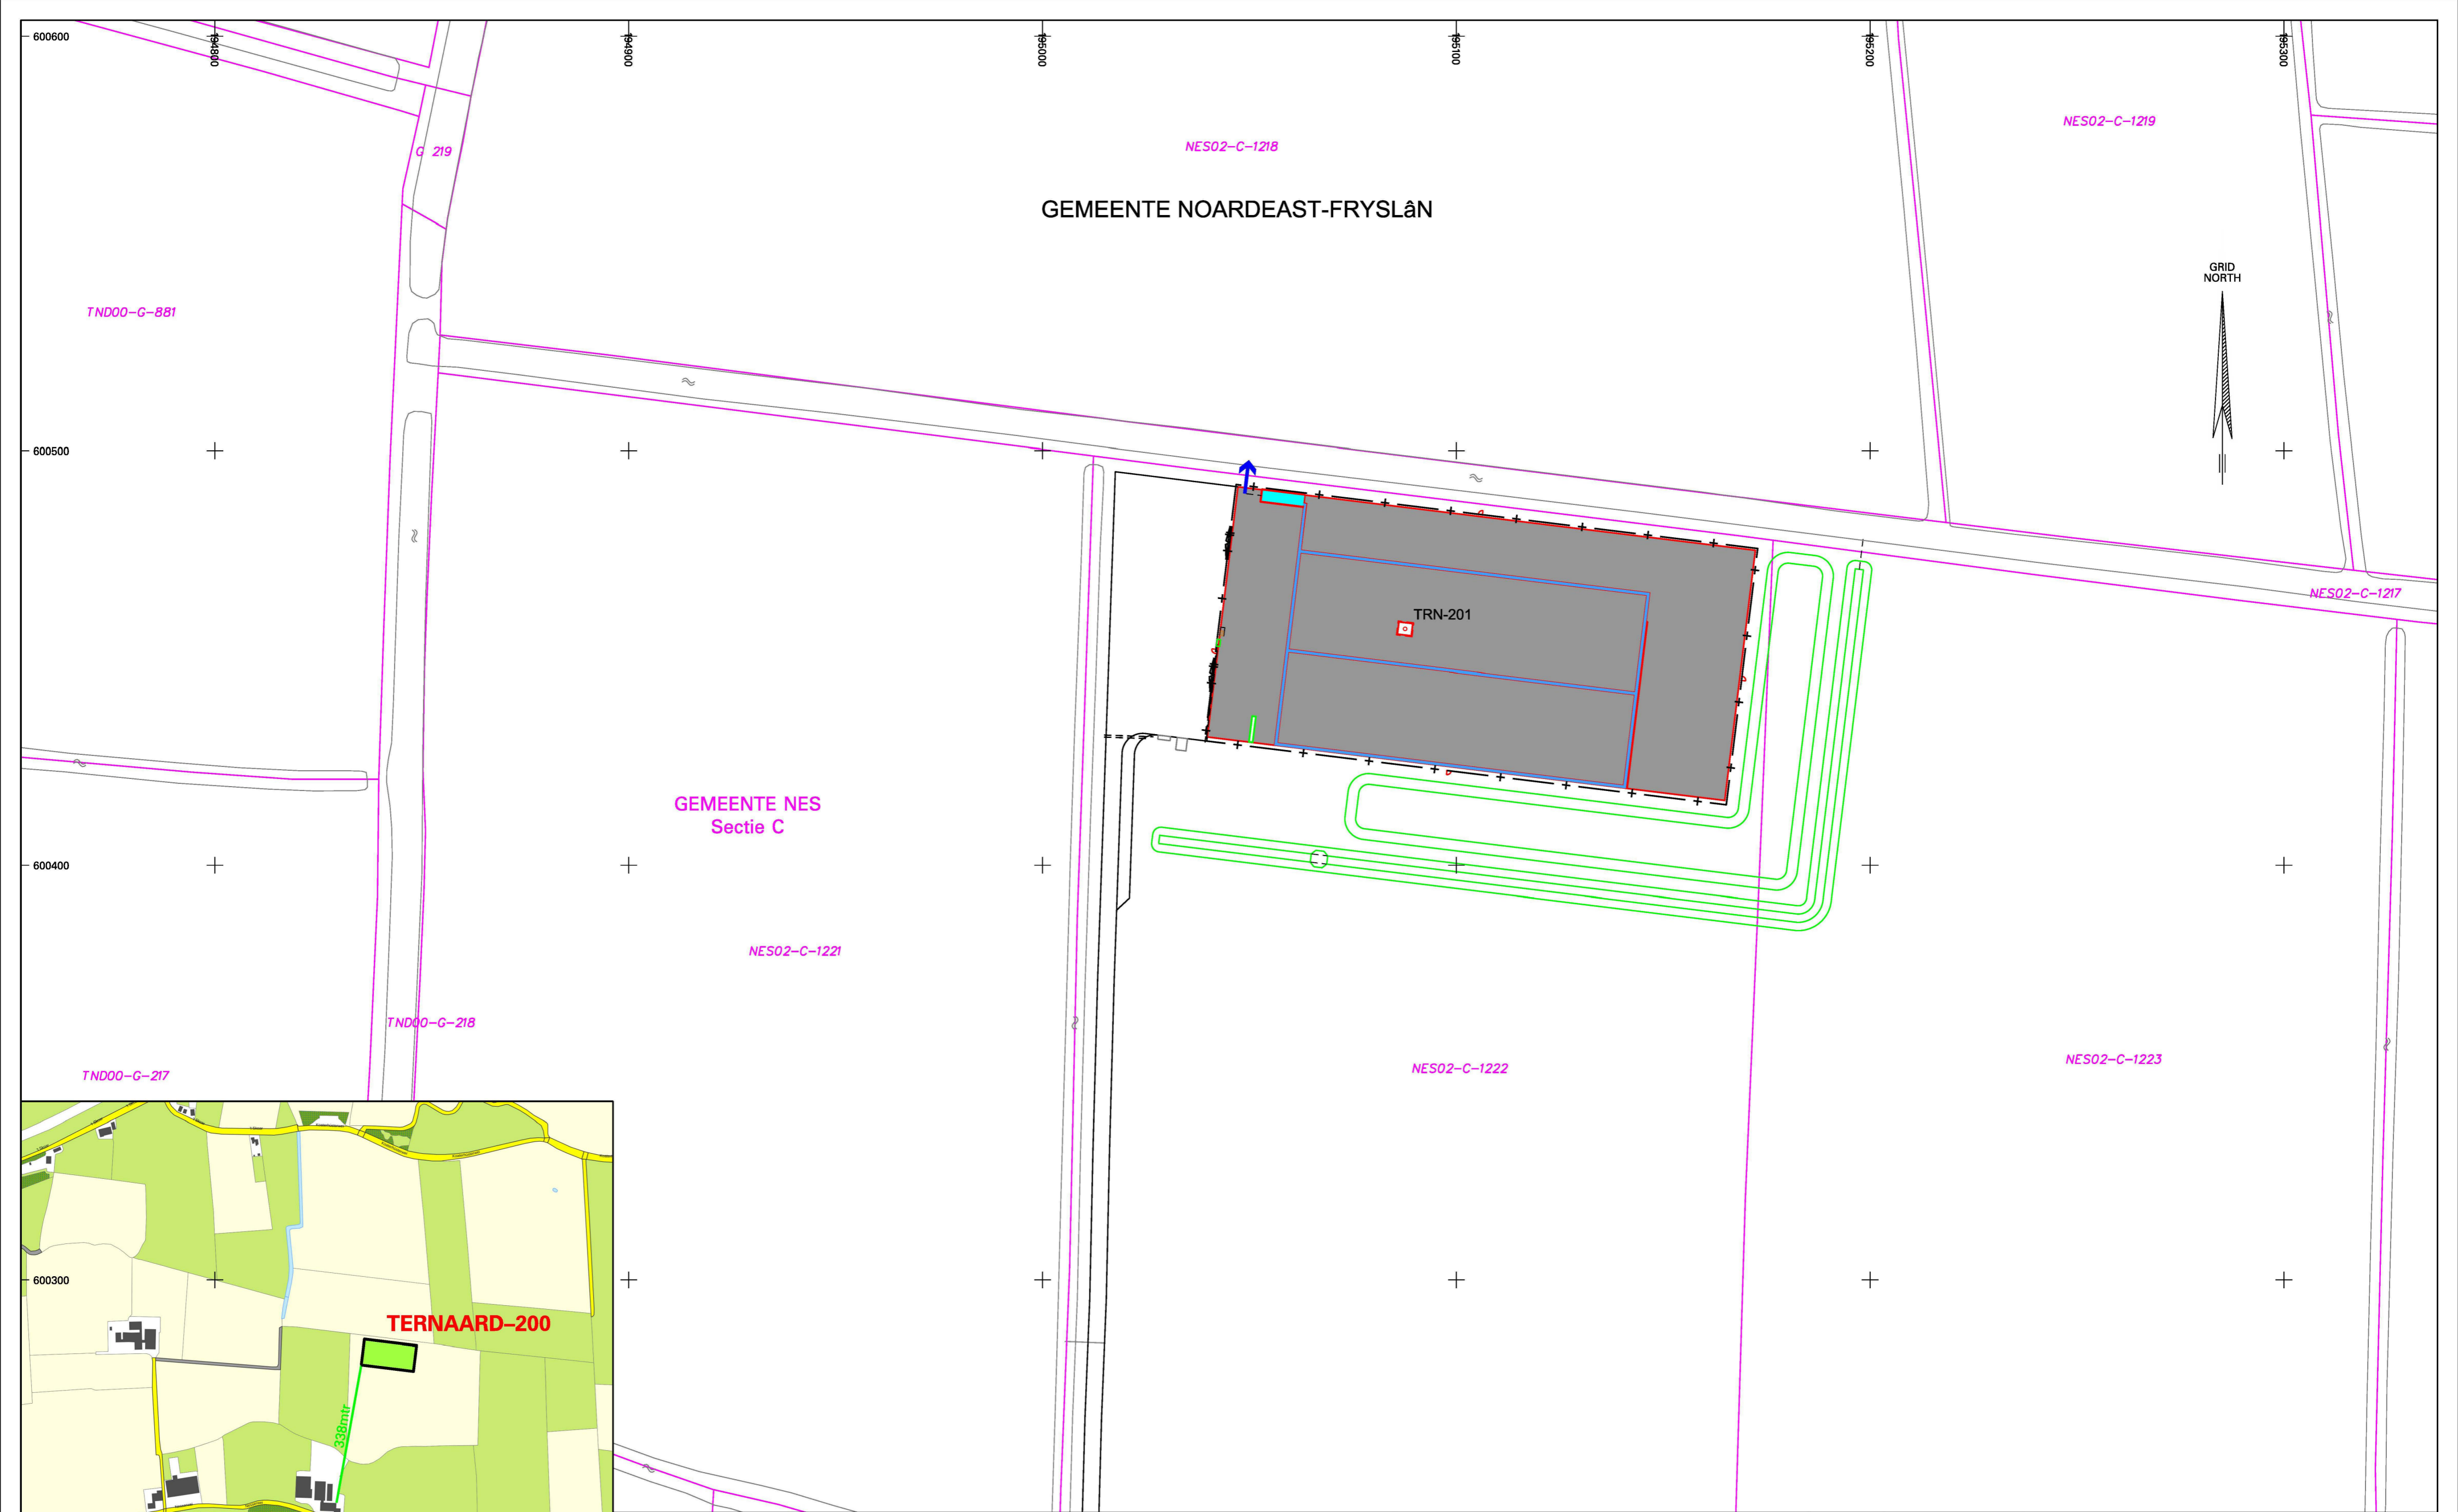 600600
194800
194900
195000
195100
195200
195300
NES02-C-1219
G 219
NES02-C-1218
GEMEENTE NOARDEAST-FRYSLâN
GRID
NORTH
TND00-G-881
600500
NES02-C-1217
TRN-201
GEMEENTE NES
Sectie C
600400
NES02-C-1221
TND00-G-218
NES02-C-1223
NES02-C-1222
TND00-G-217
600300
TERNAARD-200
338mtr